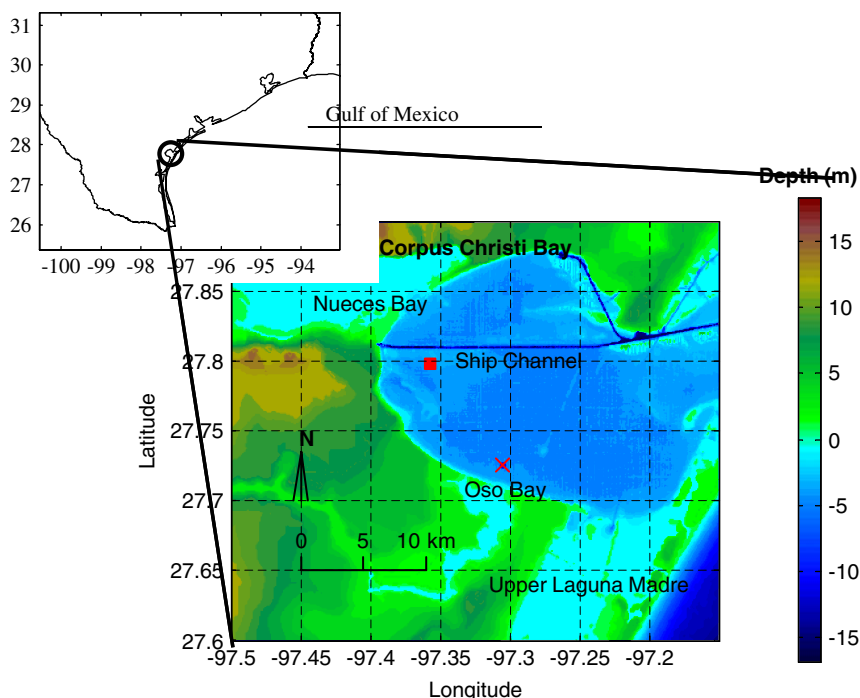 31
30
29
28
27
26
-100 -99 -98 -97 -96 -95 -94
Gulf of Mexico
Depth (m)
15
10
5
0
-5
-10
-15
Corpus Christi Bay
Nueces Bay
Ship Channel
Oso Bay
Upper Laguna Madre
N
0 5 10 km
27.85
27.8
27.75
27.7
27.65
27.6
Latitude
-97.5 -97.45 -97.4 -97.35 -97.3 -97.25 -97.2
Longitude